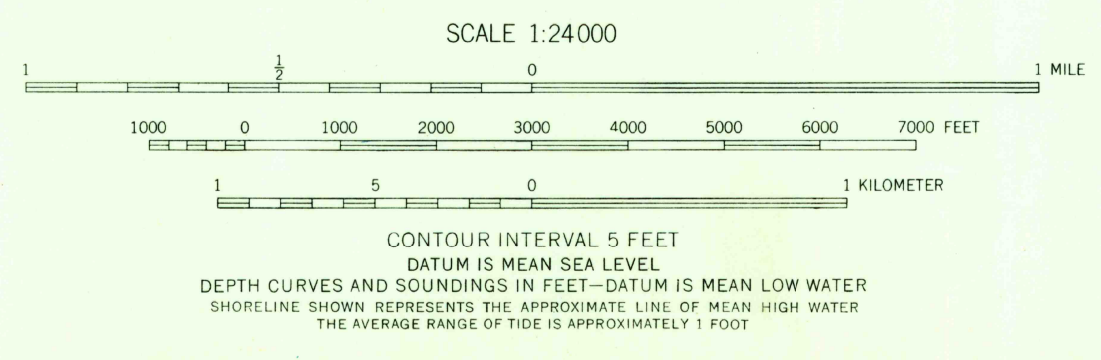 SCALE 1:24000
1 ½ 0 1 MILE
1000 0 1000 2000 3000 4000 5000 6000 7000 FEET
1 5 0 1 KILOMETER
CONTOUR INTERVAL 5 FEET
DATUM IS MEAN SEA LEVEL
DEPTH CURVES AND SOUNDINGS IN FEET—DATUM IS MEAN LOW WATER
SHORELINE SHOWN REPRESENTS THE APPROXIMATE LINE OF MEAN HIGH WATER
THE AVERAGE RANGE OF TIDE IS APPROXIMATELY 1 FOOT